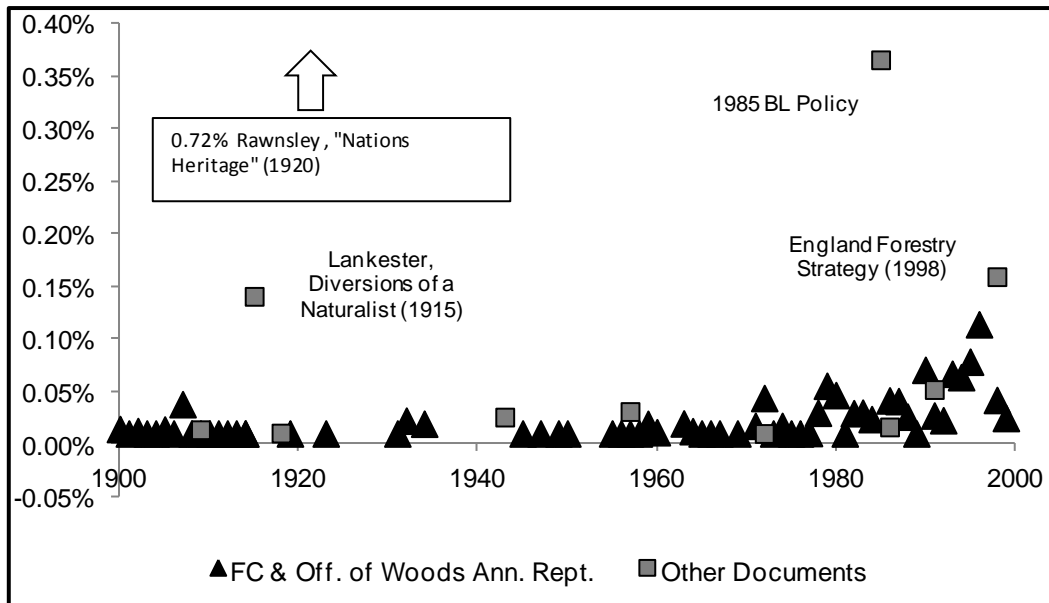 0.40%
0.35%
0.30%
0.25%
0.20%
0.15%
0.10%
0.05%
0.00%
-0.05%
0.72% Rawnsley, "Nations
Heritage" (1920)
1985 BL Policy
Lankester,
Diversions of a
Naturalist (1915)
England Forestry
Strategy (1998)
1900
1920
1940
1960
1980
2000
FC & Off. of Woods Ann. Rept.
Other Documents